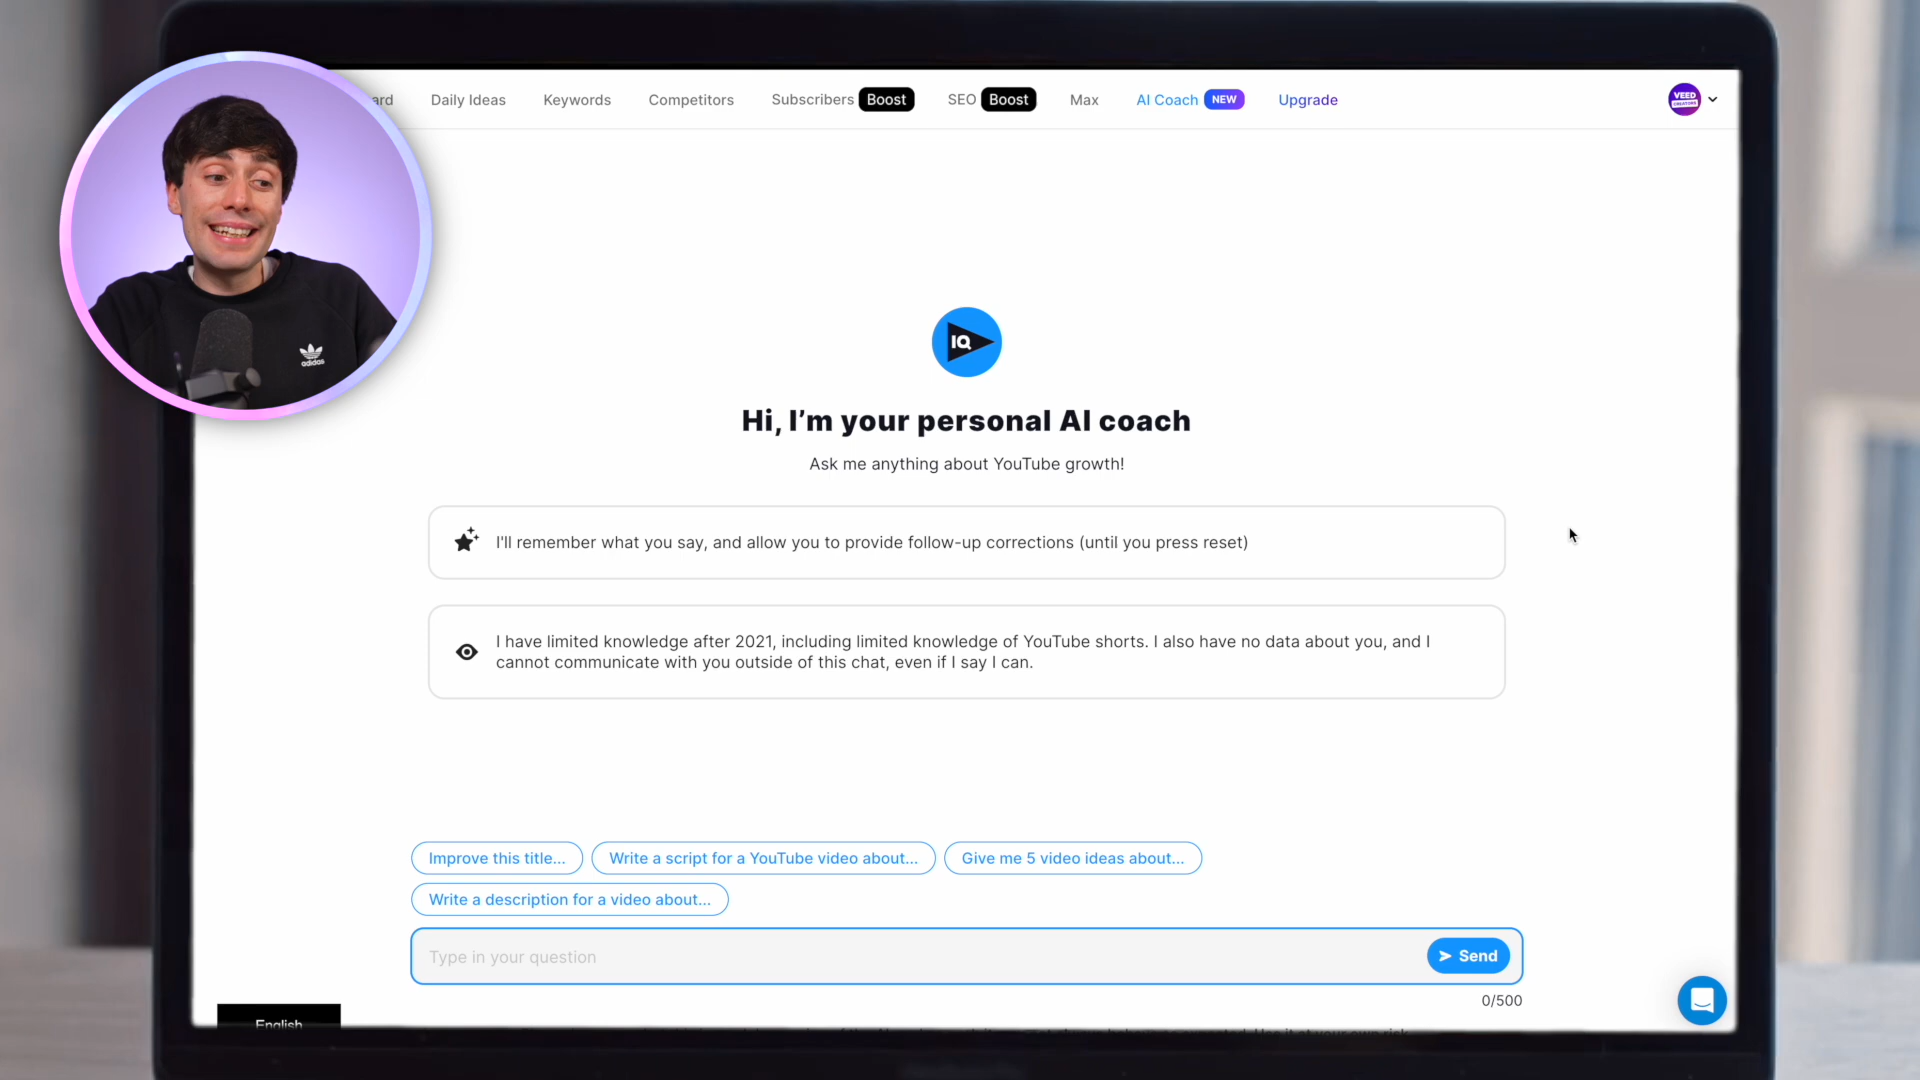 Daily Ideas Keywords Competitors Subscribers Boost SEO Boost Max AI Coach NEW Upgrade
VEED
CREATORS
IQ
adidas
Hi, I'm your personal AI coach
Ask me anything about YouTube growth!
I'll remember what you say, and allow you to provide follow-up corrections (until you press reset)
I have limited knowledge after 2021, including limited knowledge of YouTube shorts. I also have no data about you, and I
cannot communicate with you outside of this chat, even if I say I can.
Improve this title... Write a script for a YouTube video about... Give me 5 video ideas about...
Write a description for a video about...
Type in your question
Send
0/500
English